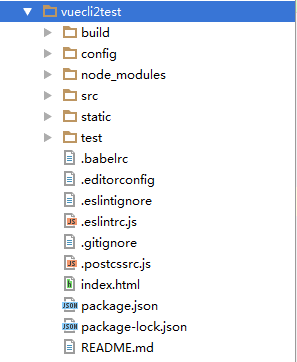 vuecli2test
build
config
node_modules
src
static
test
.babelrc
.editorconfig
.eslintignore
.eslintrc.js
.gitignore
.postcssrc.js
index.html
package.json
package-lock.json
README.md